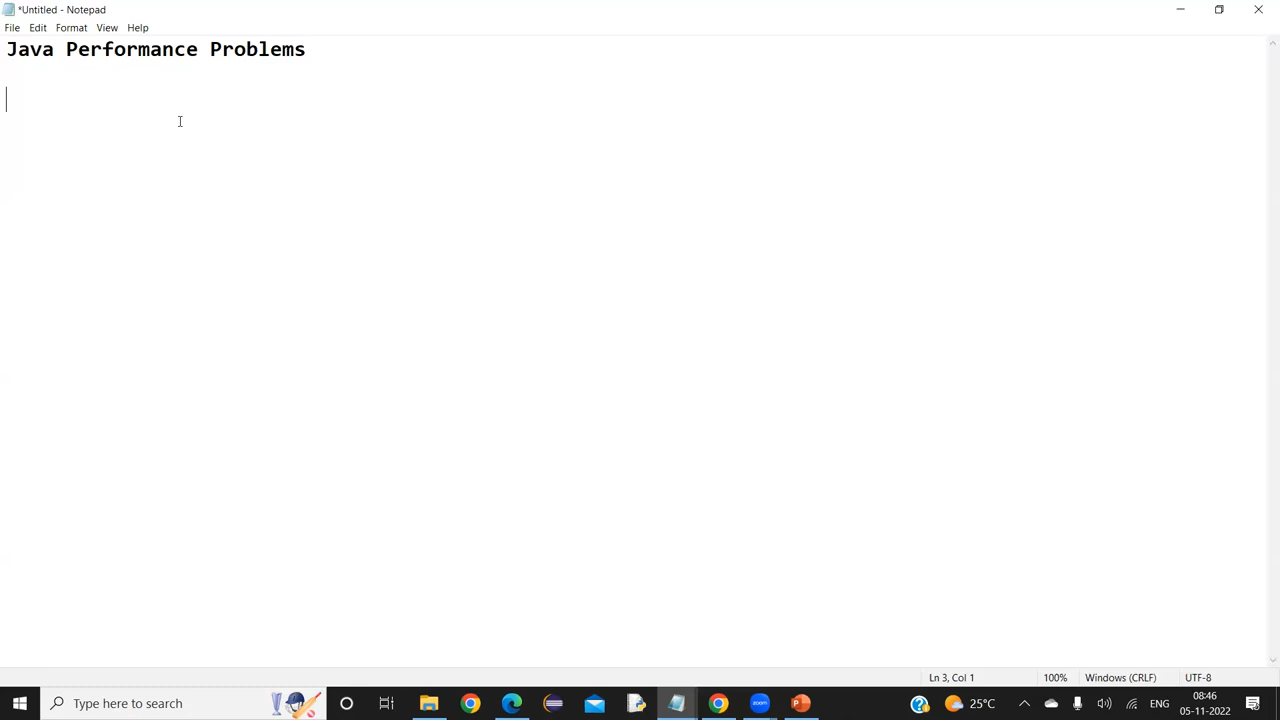 *Untitled - Notepad
File Edit Format View Help
Java Performance Problems
Ln 3, Col 1 100% Windows (CRLF) UTF-8
Type here to search
zoom
25°C
ENG
08:46
05-11-2022